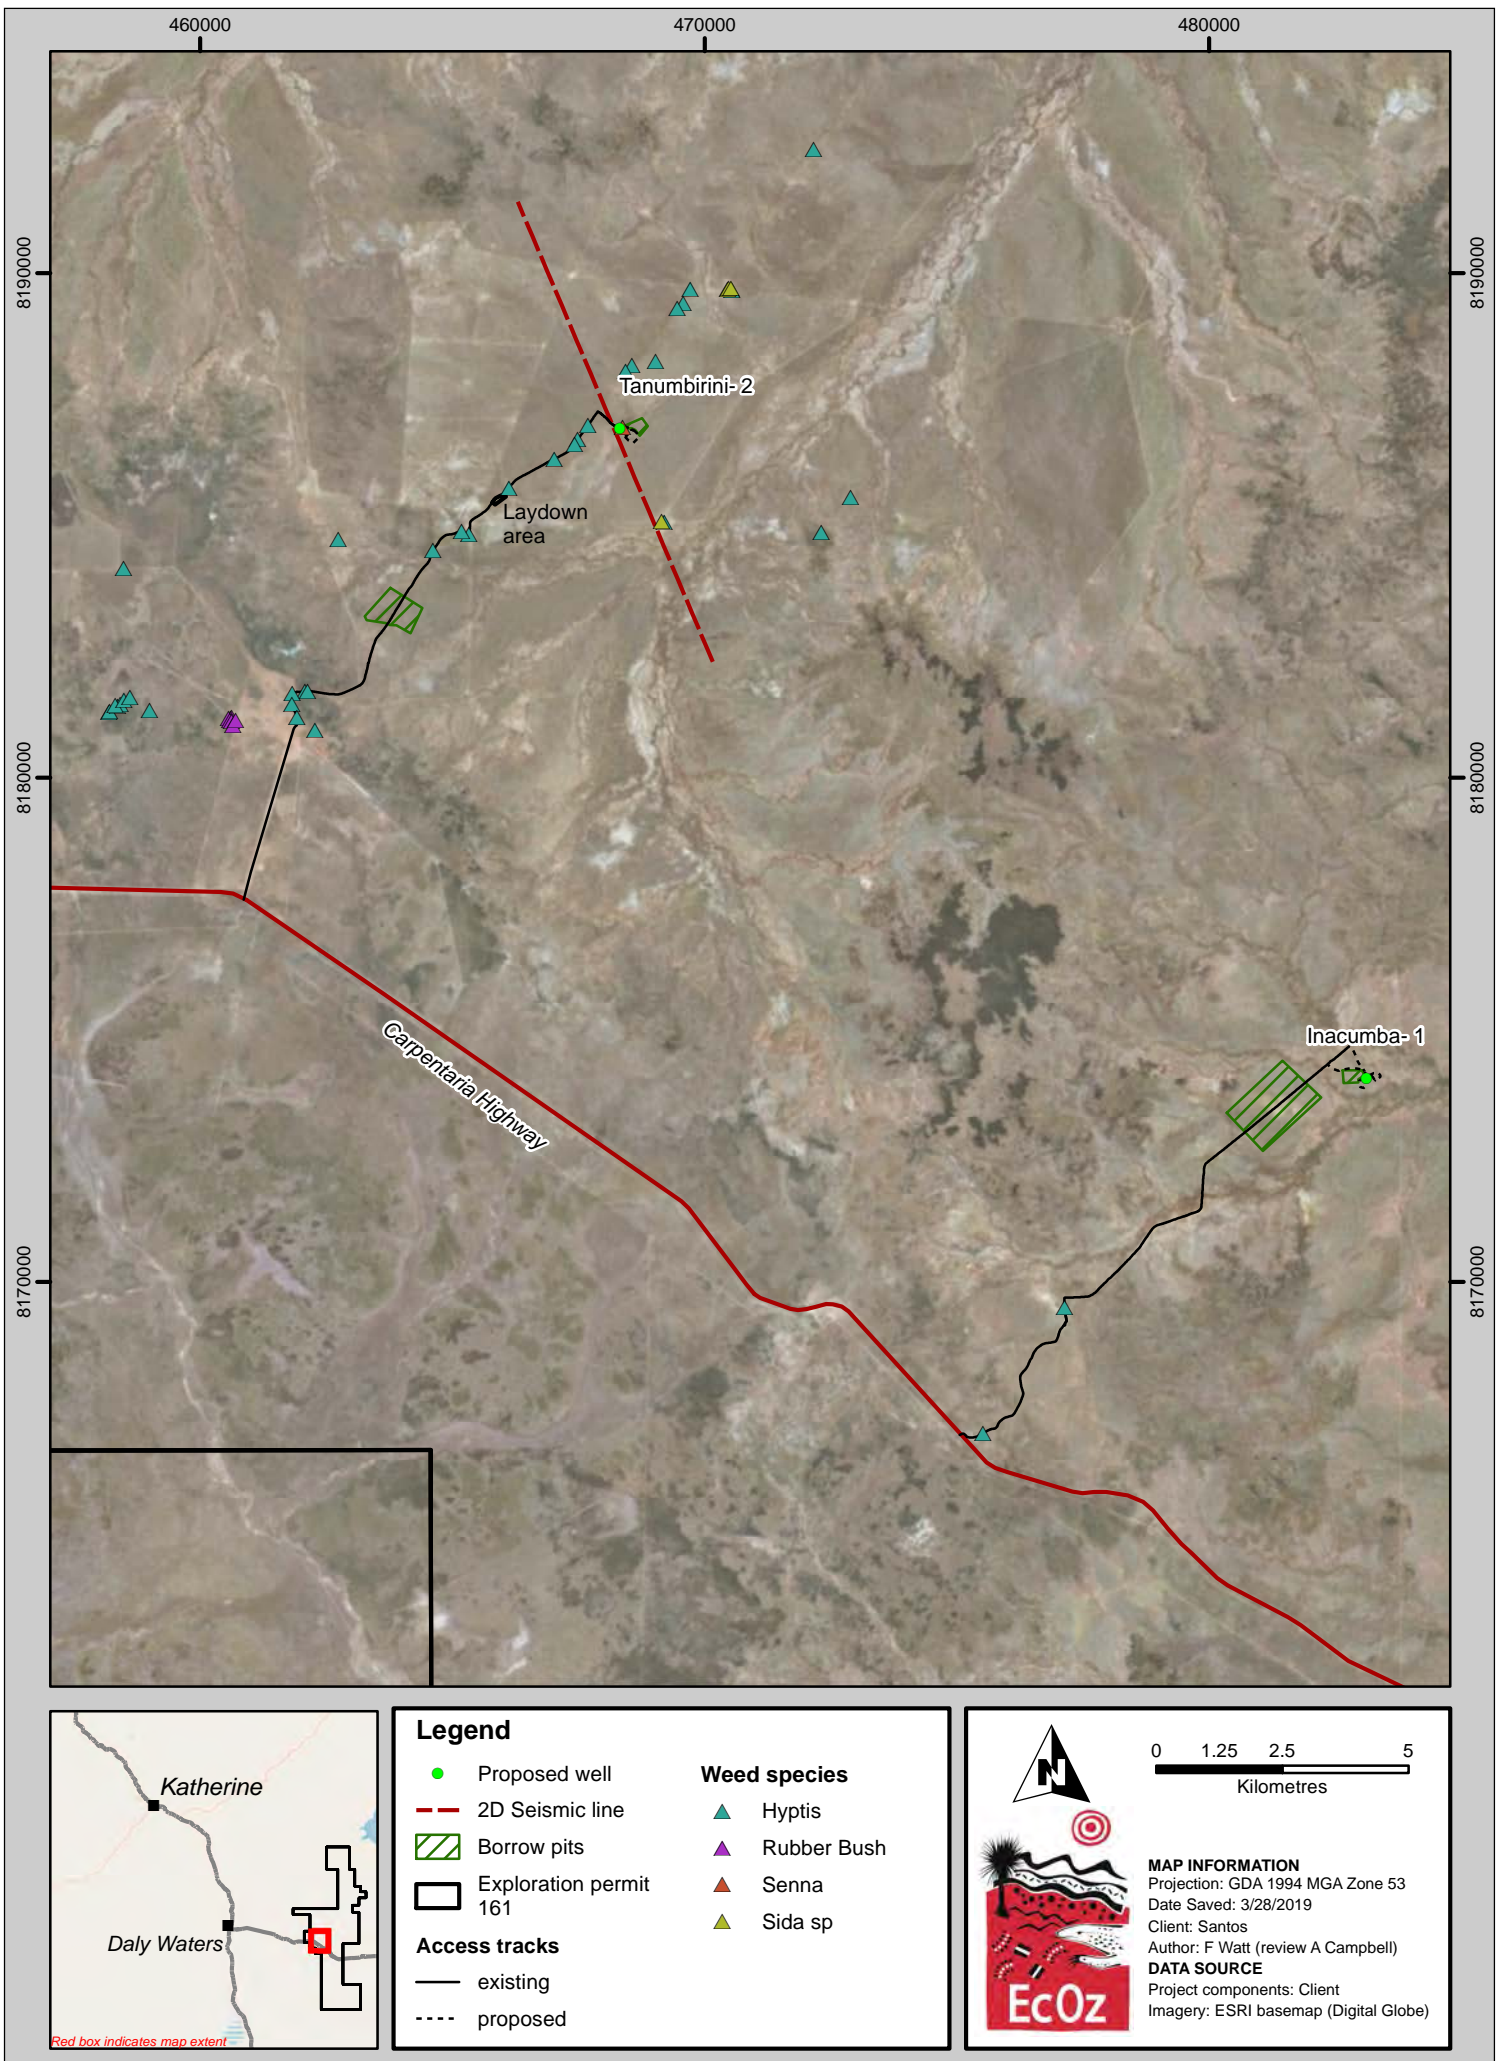 460000
470000
480000
8190000
8190000
Tanumbirini- 2
Laydown
area
8180000
8180000
Carpentaria Highway
Inacumba- 1
8170000
8170000
Katherine
Daly Waters
Red box indicates map extent
Legend
Proposed well
2D Seismic line
Borrow pits
Exploration permit
161
Access tracks
existing
proposed
Weed species
Hyptis
Rubber Bush
Senna
Sida sp
N
0 1.25 2.5 5
Kilometres
EcOz
MAP INFORMATION
Projection: GDA 1994 MGA Zone 53
Date Saved: 3/28/2019
Client: Santos
Author: F Watt (review A Campbell)
DATA SOURCE
Project components: Client
Imagery: ESRI basemap (Digital Globe)